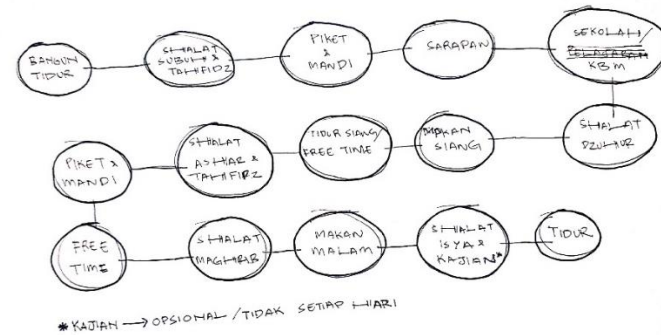 BANGUN
TIDUR
SHALAT
SUBUH &
TAHFIDZ
PIKET
&
MANDI
SARAPAN
SEKOLAH/
PELAJARAN
KBM
SHALAT
DZUHUR
MAKAN
SIANG
TIDUR SIANG/
FREE TIME
SHALAT
ASHAR &
TAHFIDZ
PIKET &
MANDI
FREE
TIME
SHALAT
MAGHRIB
MAKAN
MALAM
SHALAT
ISYA &
KAJIAN*
TIDUR
* KAJIAN → OPSIONAL / TIDAK SETIAP HARI